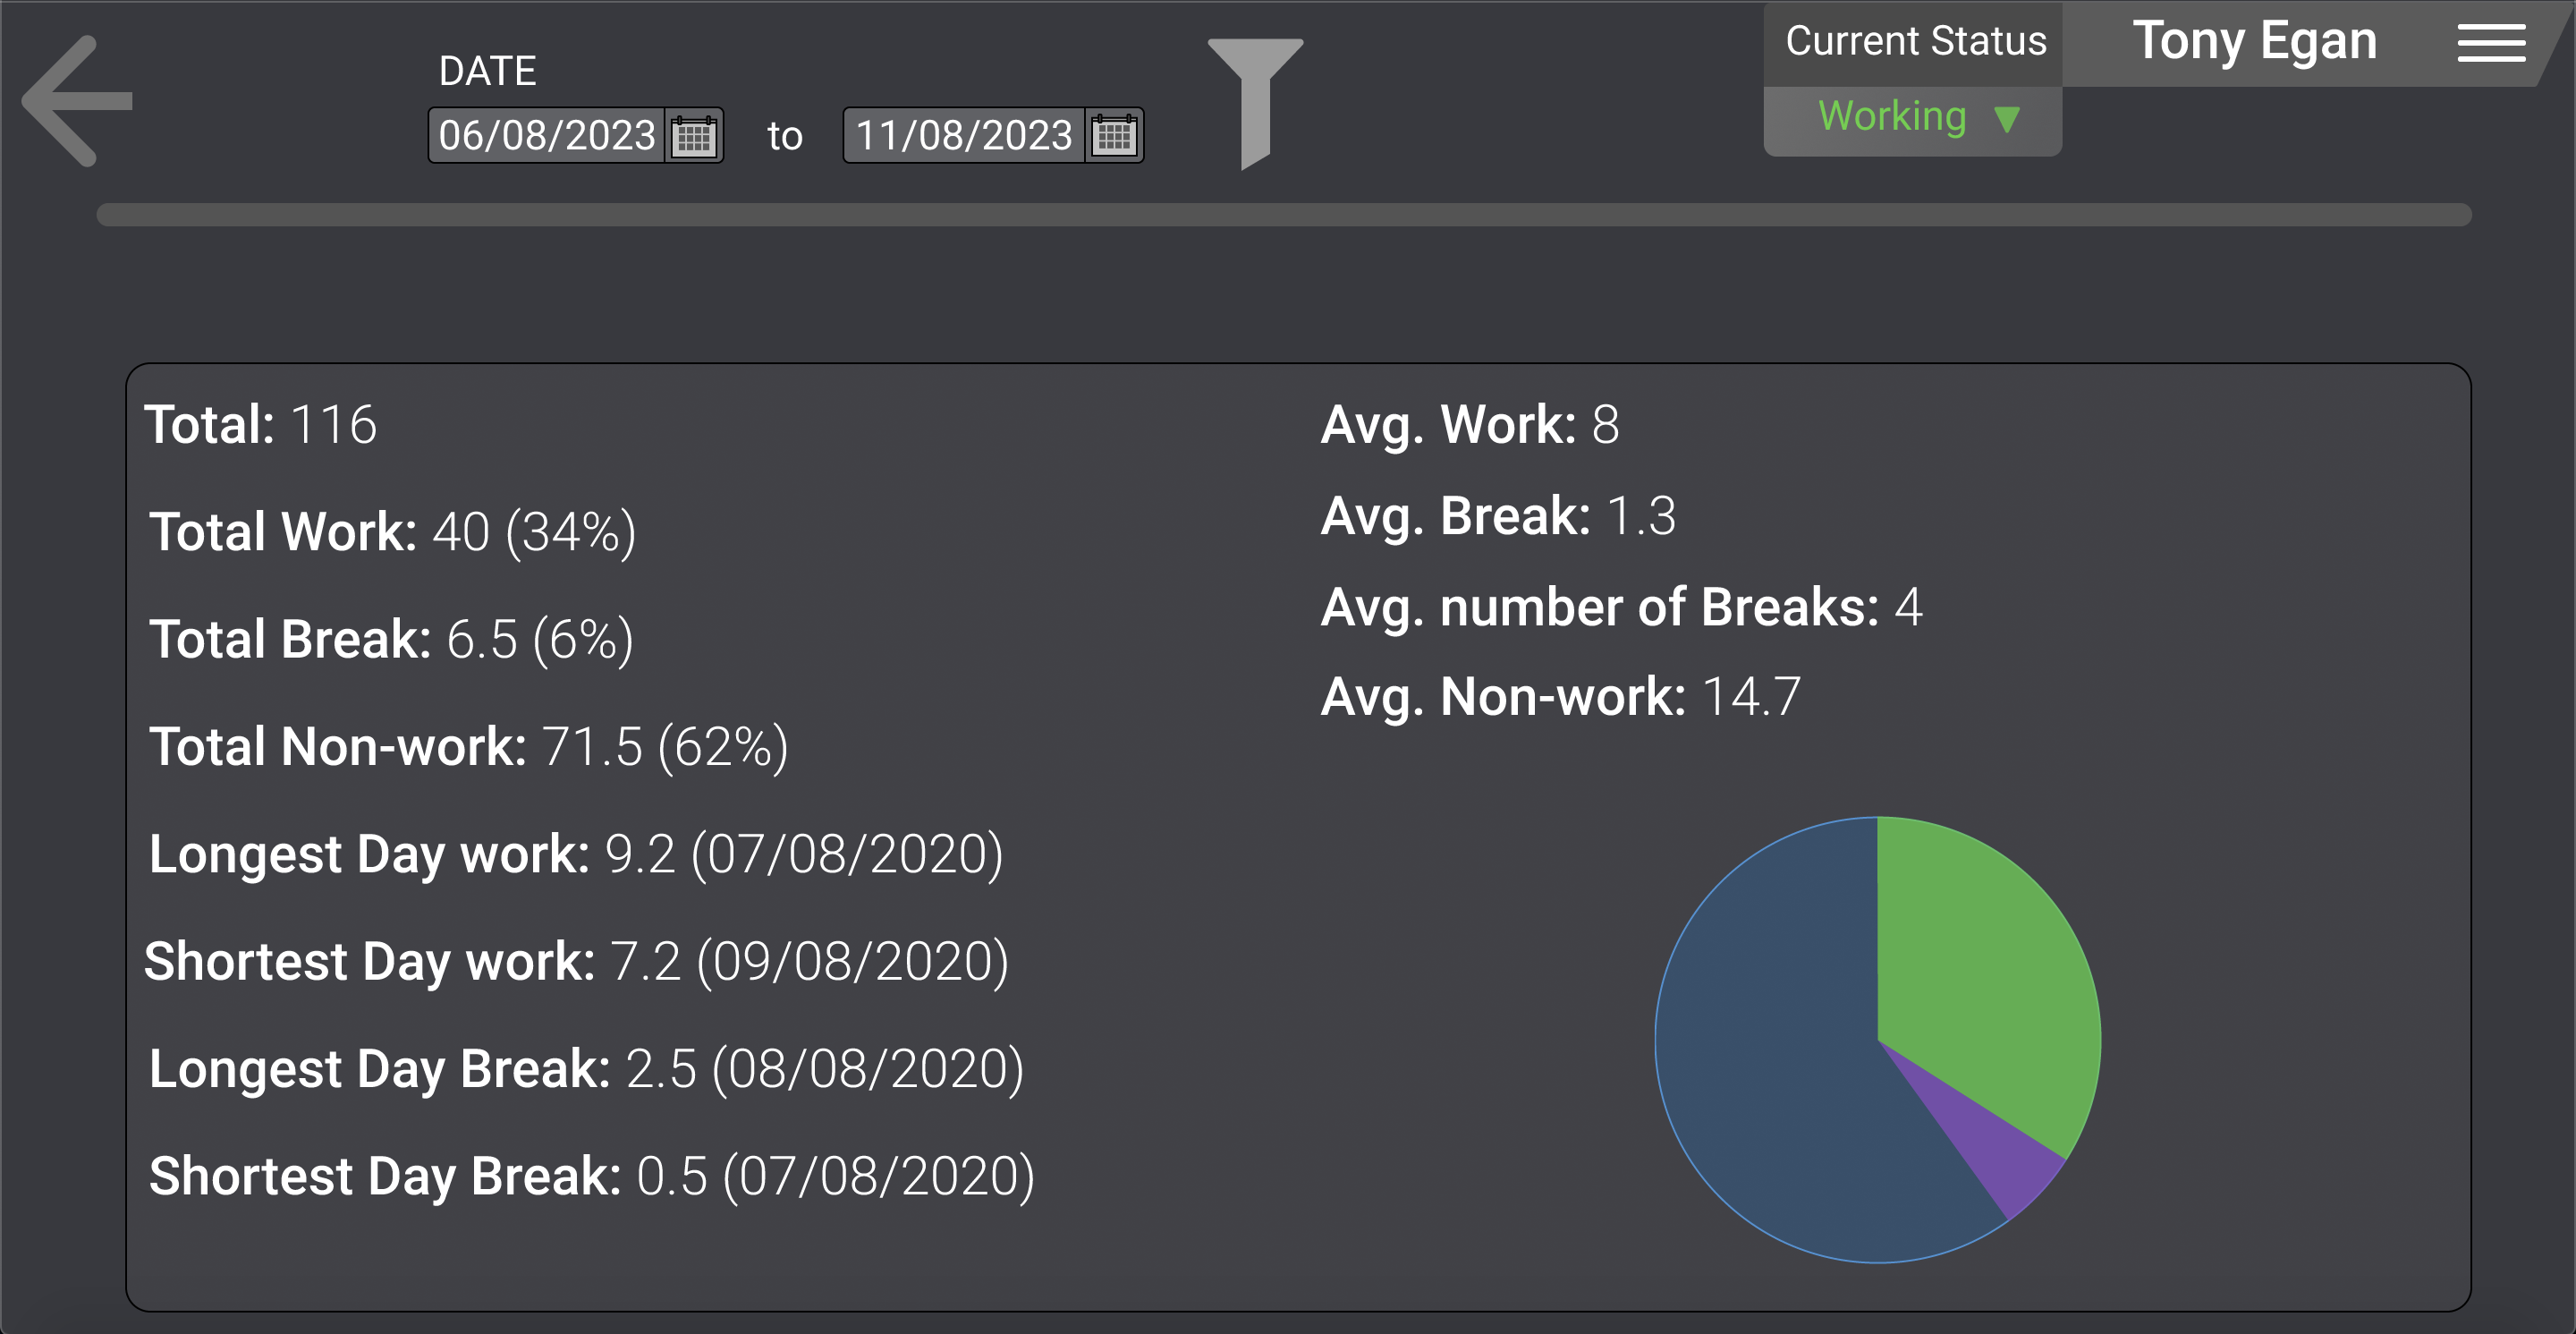 Current Status
Tony Egan
DATE
06/08/2023 to 11/08/2023
Working
Total: 116
Total Work: 40 (34%)
Total Break: 6.5 (6%)
Total Non-work: 71.5 (62%)
Longest Day work: 9.2 (07/08/2020)
Shortest Day work: 7.2 (09/08/2020)
Longest Day Break: 2.5 (08/08/2020)
Shortest Day Break: 0.5 (07/08/2020)
Avg. Work: 8
Avg. Break: 1.3
Avg. number of Breaks: 4
Avg. Non-work: 14.7